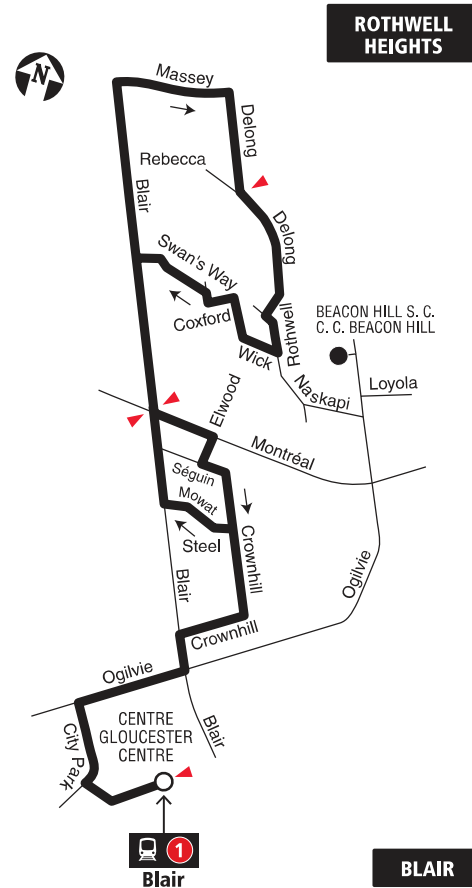 ROTHWELL
HEIGHTS
N
Massey
Delong
Rebecca
Blair
Delong
Swan's Way
Coxford
Rothwell
Wick
BEACON HILL S. C.
C. C. BEACON HILL
Naskapi
Loyola
Elwood
Montréal
Séguin
Mowat
Steel
Crownhill
Blair
Ogilvie
Crownhill
Ogilvie
City Park
CENTRE
GLOUCESTER
CENTRE
Blair
1
Blair
BLAIR